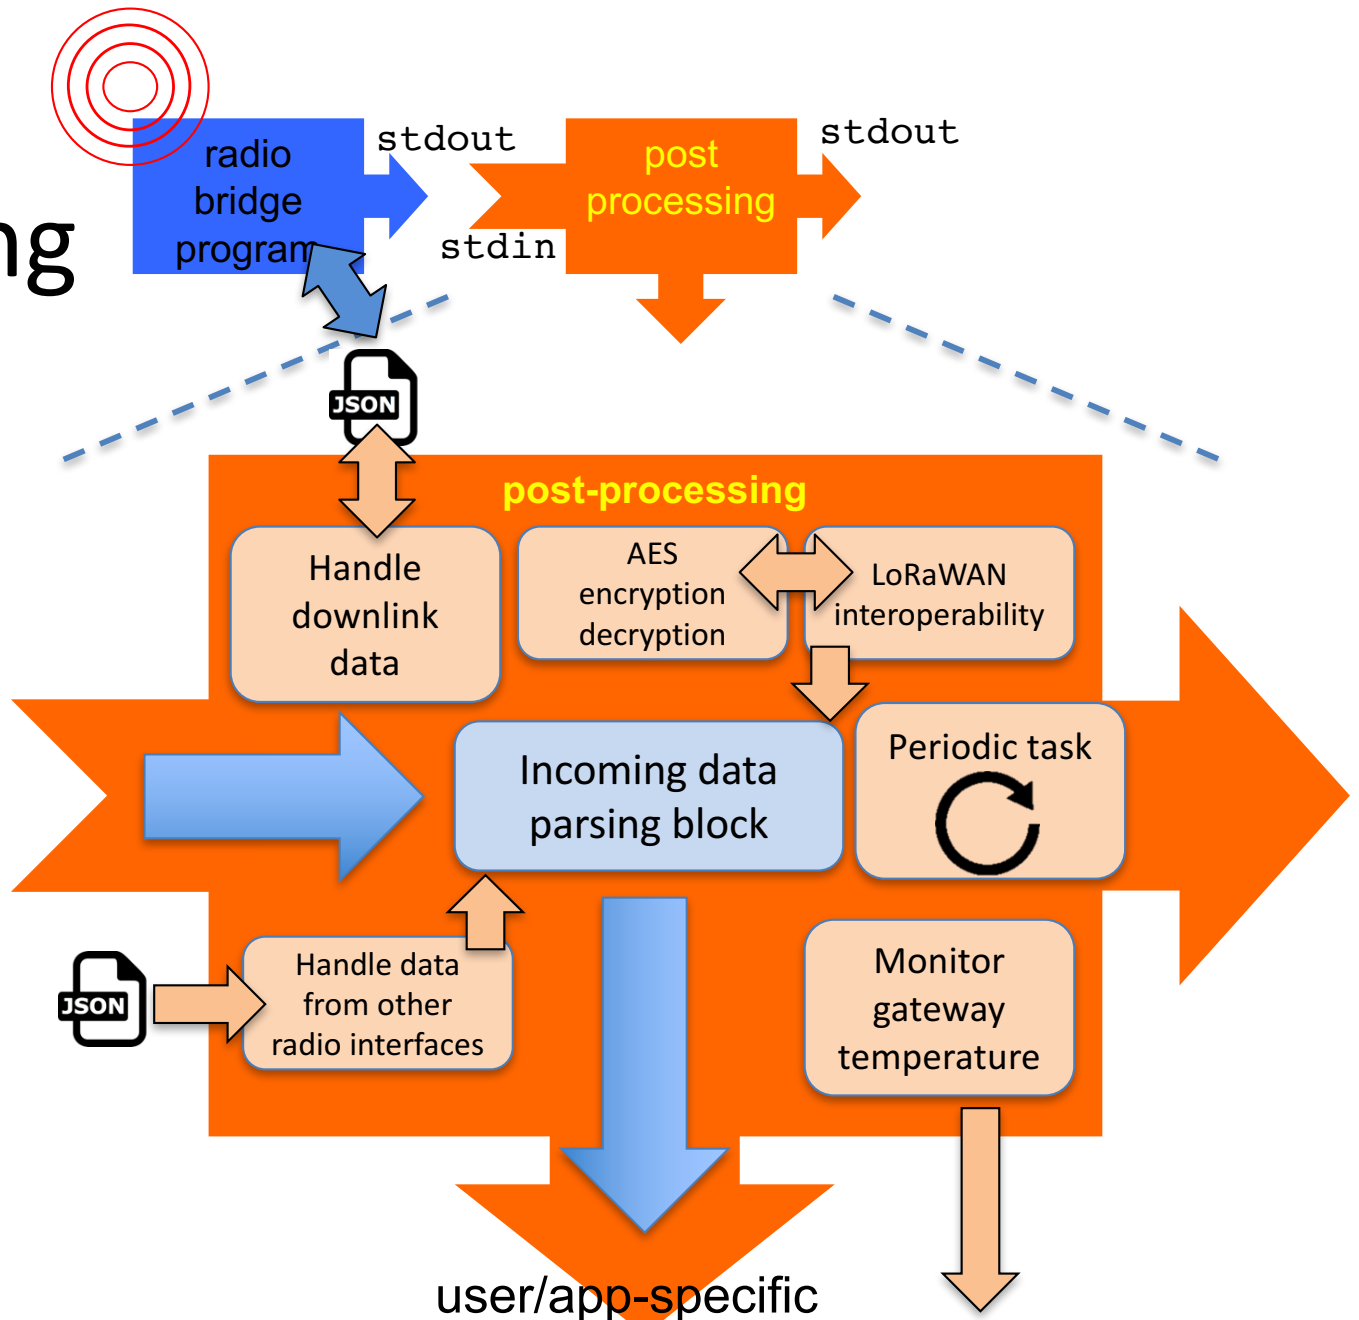 radio
bridge
program
stdout
stdin
post
processing
stdout
ng
JSON
post-processing
Handle
downlink
data
AES
encryption
decryption
LoRaWAN
interoperability
Incoming data
parsing block
Periodic task
JSON
Handle data
from other
radio interfaces
Monitor
gateway
temperature
user/app-specific